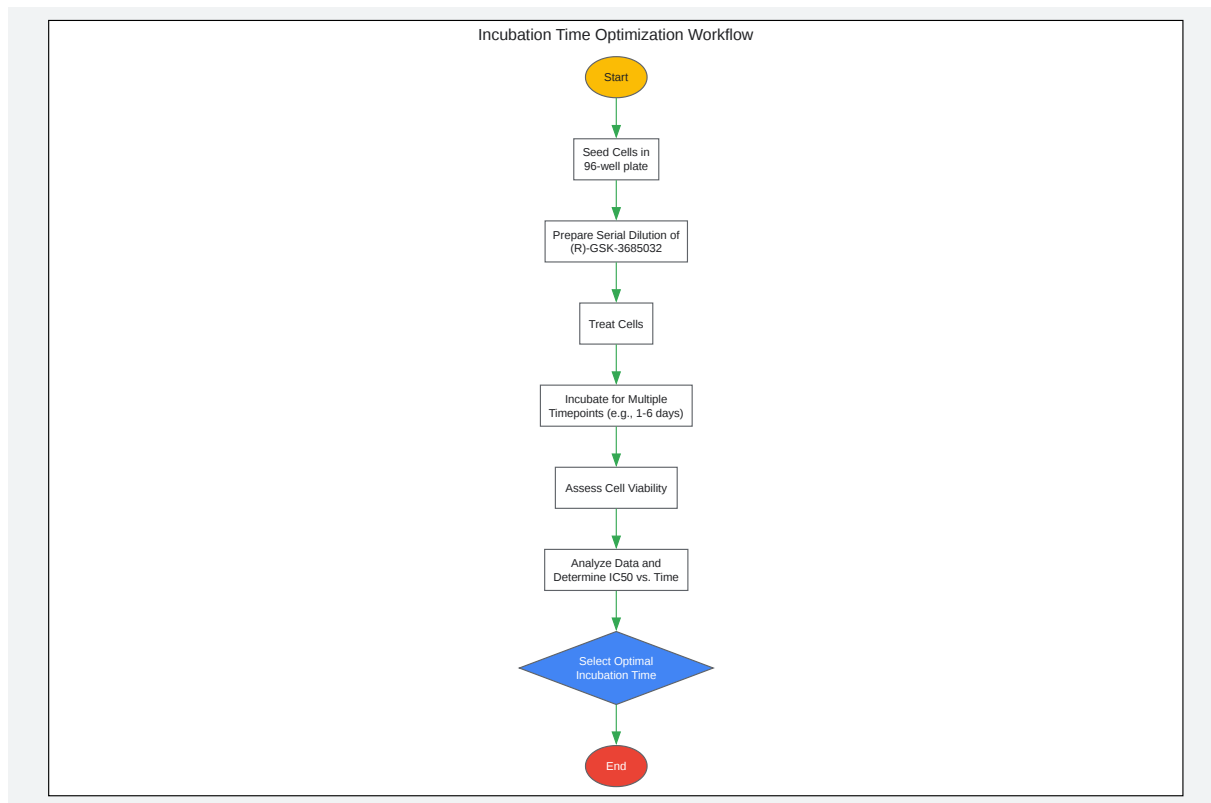 Incubation Time Optimization Workflow
Start
Seed Cells in
96-well plate
Prepare Serial Dilution of
(R)-GSK-3685032
Treat Cells
Incubate for Multiple
Timepoints (e.g., 1-6 days)
Assess Cell Viability
Analyze Data and
Determine IC50 vs. Time
Select Optimal
Incubation Time
End